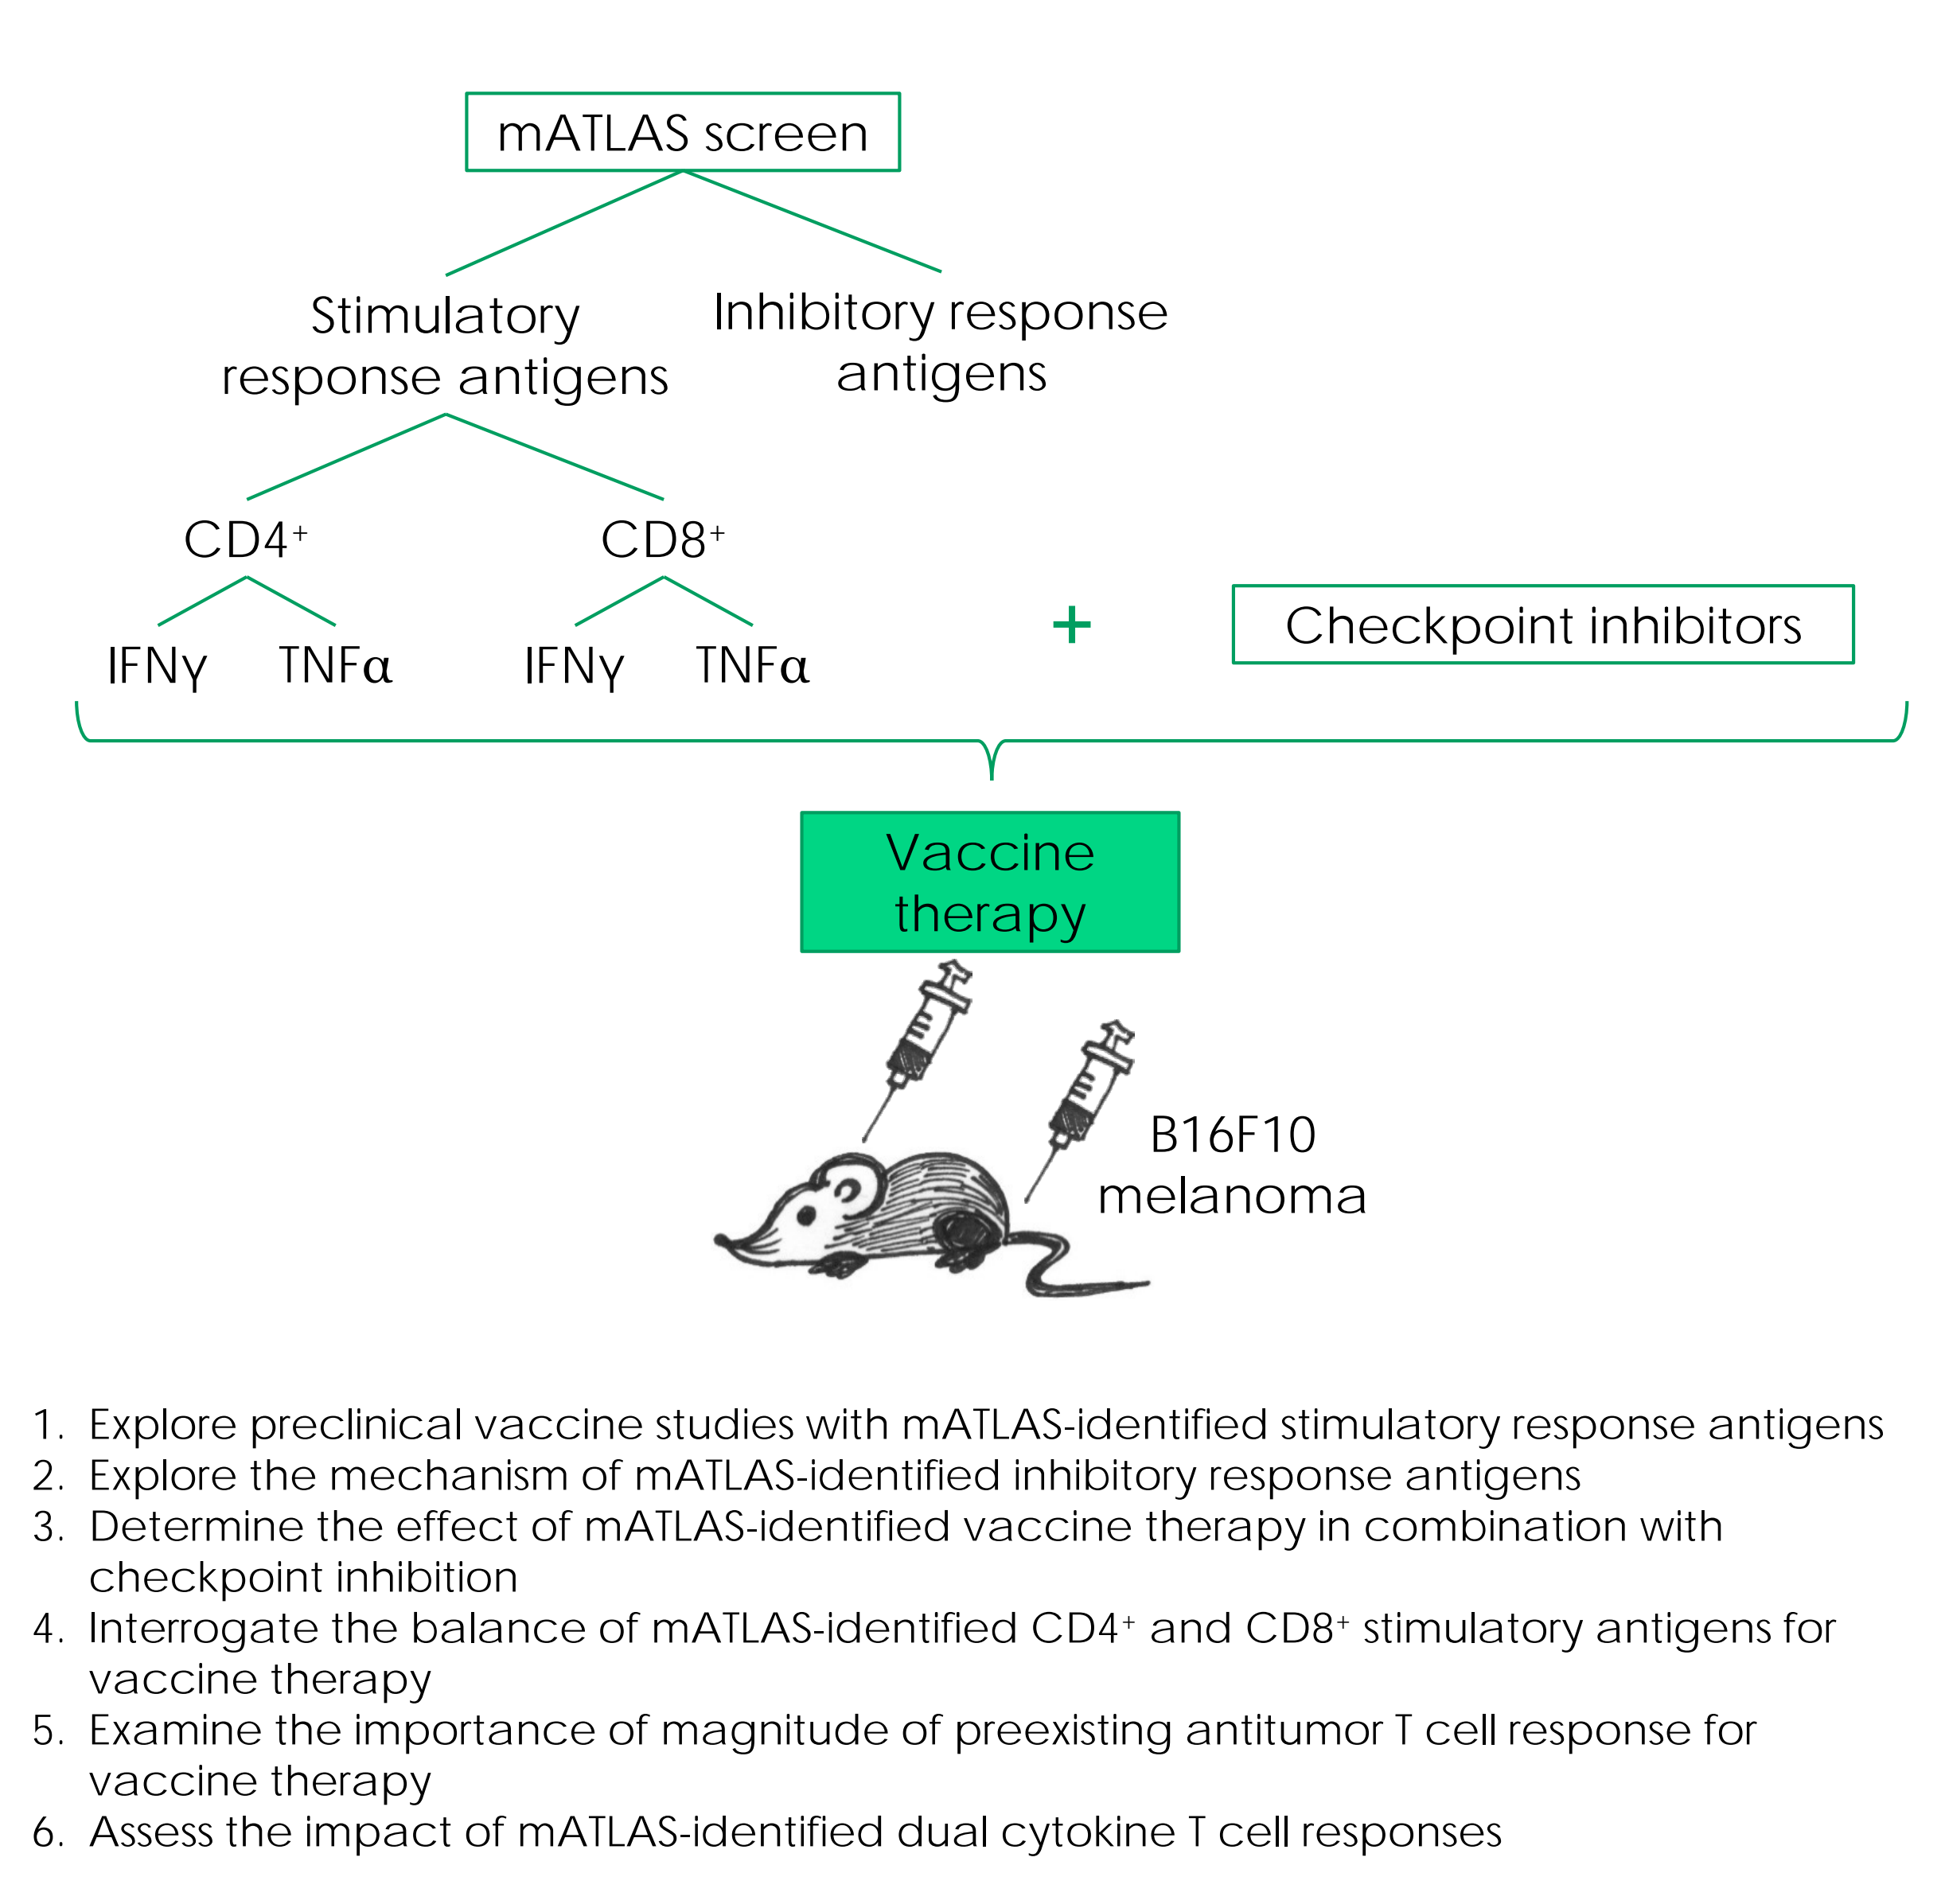 mATLAS screen
Stimulatory
response antigens
Inhibitory response
antigens
CD4⁺
CD8⁺
IFNγ
TNFα
IFNγ
TNFα
+
Checkpoint inhibitors
Vaccine
therapy
B16F10
melanoma
1. Explore preclinical vaccine studies with mATLAS-identified stimulatory response antigens
2. Explore the mechanism of mATLAS-identified inhibitory response antigens
3. Determine the effect of mATLAS-identified vaccine therapy in combination with
checkpoint inhibition
4. Interrogate the balance of mATLAS-identified CD4⁺ and CD8⁺ stimulatory antigens for
vaccine therapy
5. Examine the importance of magnitude of preexisting antitumor T cell response for
vaccine therapy
6. Assess the impact of mATLAS-identified dual cytokine T cell responses